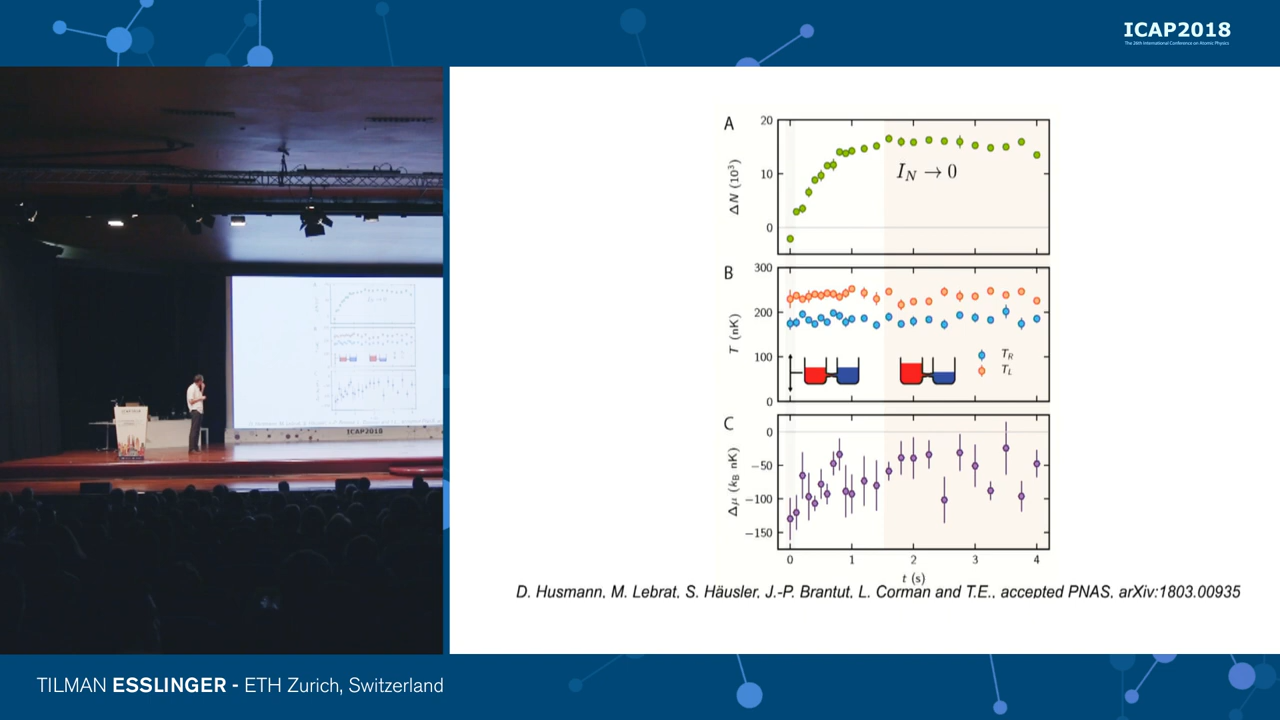 ICAP2018
The 26th International Conference on Atomic Physics
A
20
10
0
ΔN (10³)
I_N → 0
B
300
200
100
0
T (nK)
T_R
T_L
C
0
−50
−100
−150
Δμ (k_B nK)
0 1 2 3 4
t (s)
D. Husmann, M. Lebrat, S. Häusler, J.-P. Brantut, L. Corman and T.E., accepted PNAS, arXiv:1803.00935
ICAP2018
TILMAN ESSLINGER - ETH Zurich, Switzerland